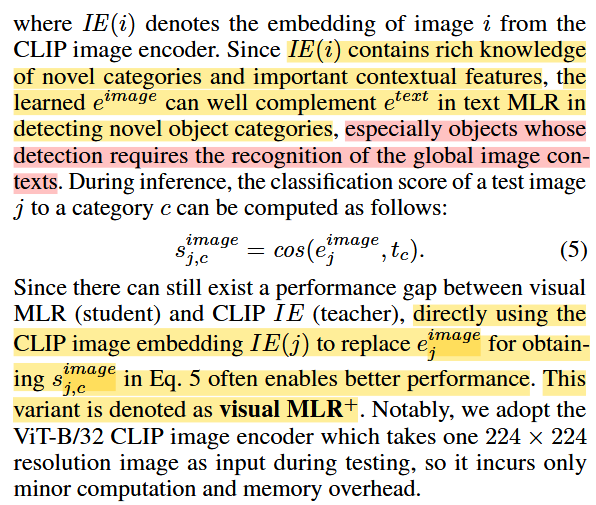 where IE(i) denotes the embedding of image i from the
CLIP image encoder. Since IE(i) contains rich knowledge
of novel categories and important contextual features, the
learned e^{image} can well complement e^{text} in text MLR in
detecting novel object categories, especially objects whose
detection requires the recognition of the global image con-
texts. During inference, the classification score of a test image
j to a category c can be computed as follows:
s_{j,c}^{image} = cos(e_j^{image}, t_c). (5)
Since there can still exist a performance gap between visual
MLR (student) and CLIP IE (teacher), directly using the
CLIP image embedding IE(j) to replace e_j^{image} for obtain-
ing s_{j,c}^{image} in Eq. 5 often enables better performance. This
variant is denoted as visual MLR^+. Notably, we adopt the
ViT-B/32 CLIP image encoder which takes one 224 × 224
resolution image as input during testing, so it incurs only
minor computation and memory overhead.